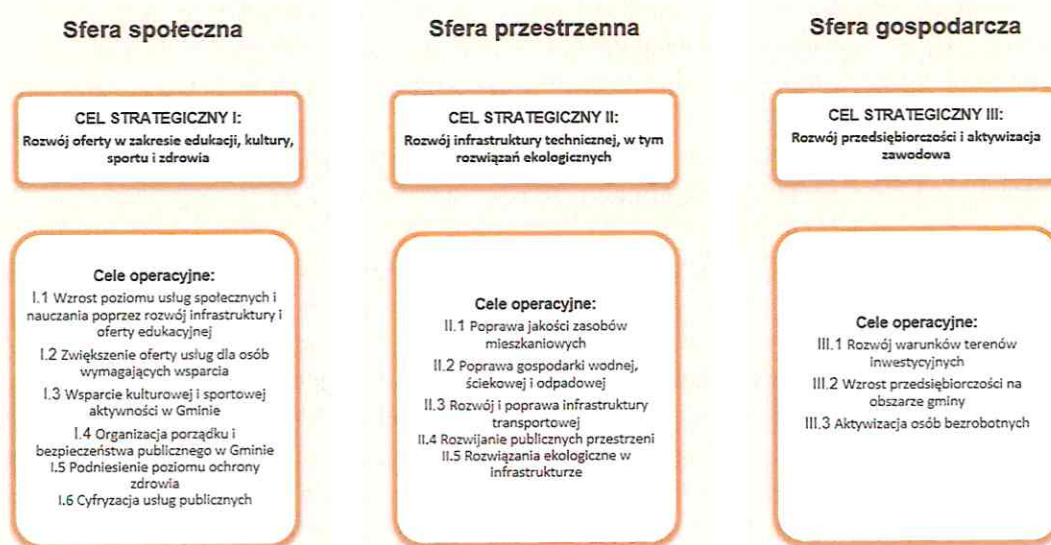 Sfera społeczna
CEL STRATEGICZNY I:
Rozwój oferty w zakresie edukacji, kultury,
sportu i zdrowia
Cele operacyjne:
I.1 Wzrost poziomu usług społecznych i
nauczania poprzez rozwój infrastruktury i
oferty edukacyjnej
I.2 Zwiększenie oferty usług dla osób
wymagających wsparcia
I.3 Wsparcie kulturowej i sportowej
aktywności w Gminie
I.4 Organizacja porządku i
bezpieczeństwa publicznego w Gminie
I.5 Podniesienie poziomu ochrony
zdrowia
I.6 Cyfryzacja usług publicznych
Sfera przestrzenna
CEL STRATEGICZNY II:
Rozwój infrastruktury technicznej, w tym
rozwiązań ekologicznych
Cele operacyjne:
II.1 Poprawa jakości zasobów
mieszkaniowych
II.2 Poprawa gospodarki wodnej,
ściekowej i odpadowej
II.3 Rozwój i poprawa infrastruktury
transportowej
II.4 Rozwijanie publicznych przestrzeni
II.5 Rozwiązania ekologiczne w
infrastrukturze
Sfera gospodarcza
CEL STRATEGICZNY III:
Rozwój przedsiębiorczości i aktywizacja
zawodowa
Cele operacyjne:
III.1 Rozwój warunków terenów
inwestycyjnych
III.2 Wzrost przedsiębiorczości na
obszarze gminy
III.3 Aktywizacja osób bezrobotnych